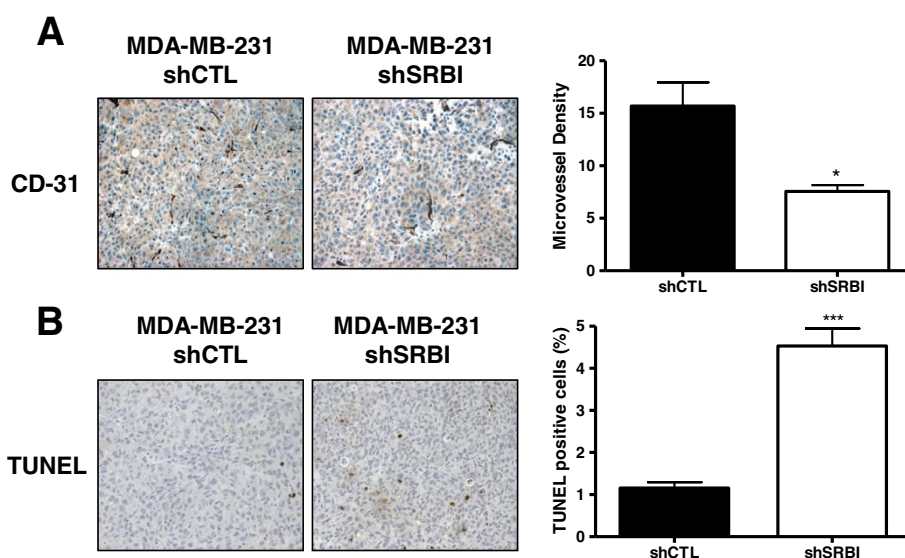 A
MDA-MB-231
shCTL
MDA-MB-231
shSRBI
CD-31
Microvessel Density
20
15
10
5
0
*
shCTL
shSRBI
B
MDA-MB-231
shCTL
MDA-MB-231
shSRBI
TUNEL
TUNEL positive cells (%)
5
4
3
2
1
0
***
shCTL
shSRBI